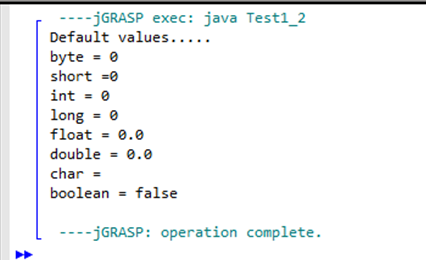 ----jGRASP exec: java Test1_2
Default values.....
byte = 0
short =0
int = 0
long = 0
float = 0.0
double = 0.0
char =
boolean = false
----jGRASP: operation complete.